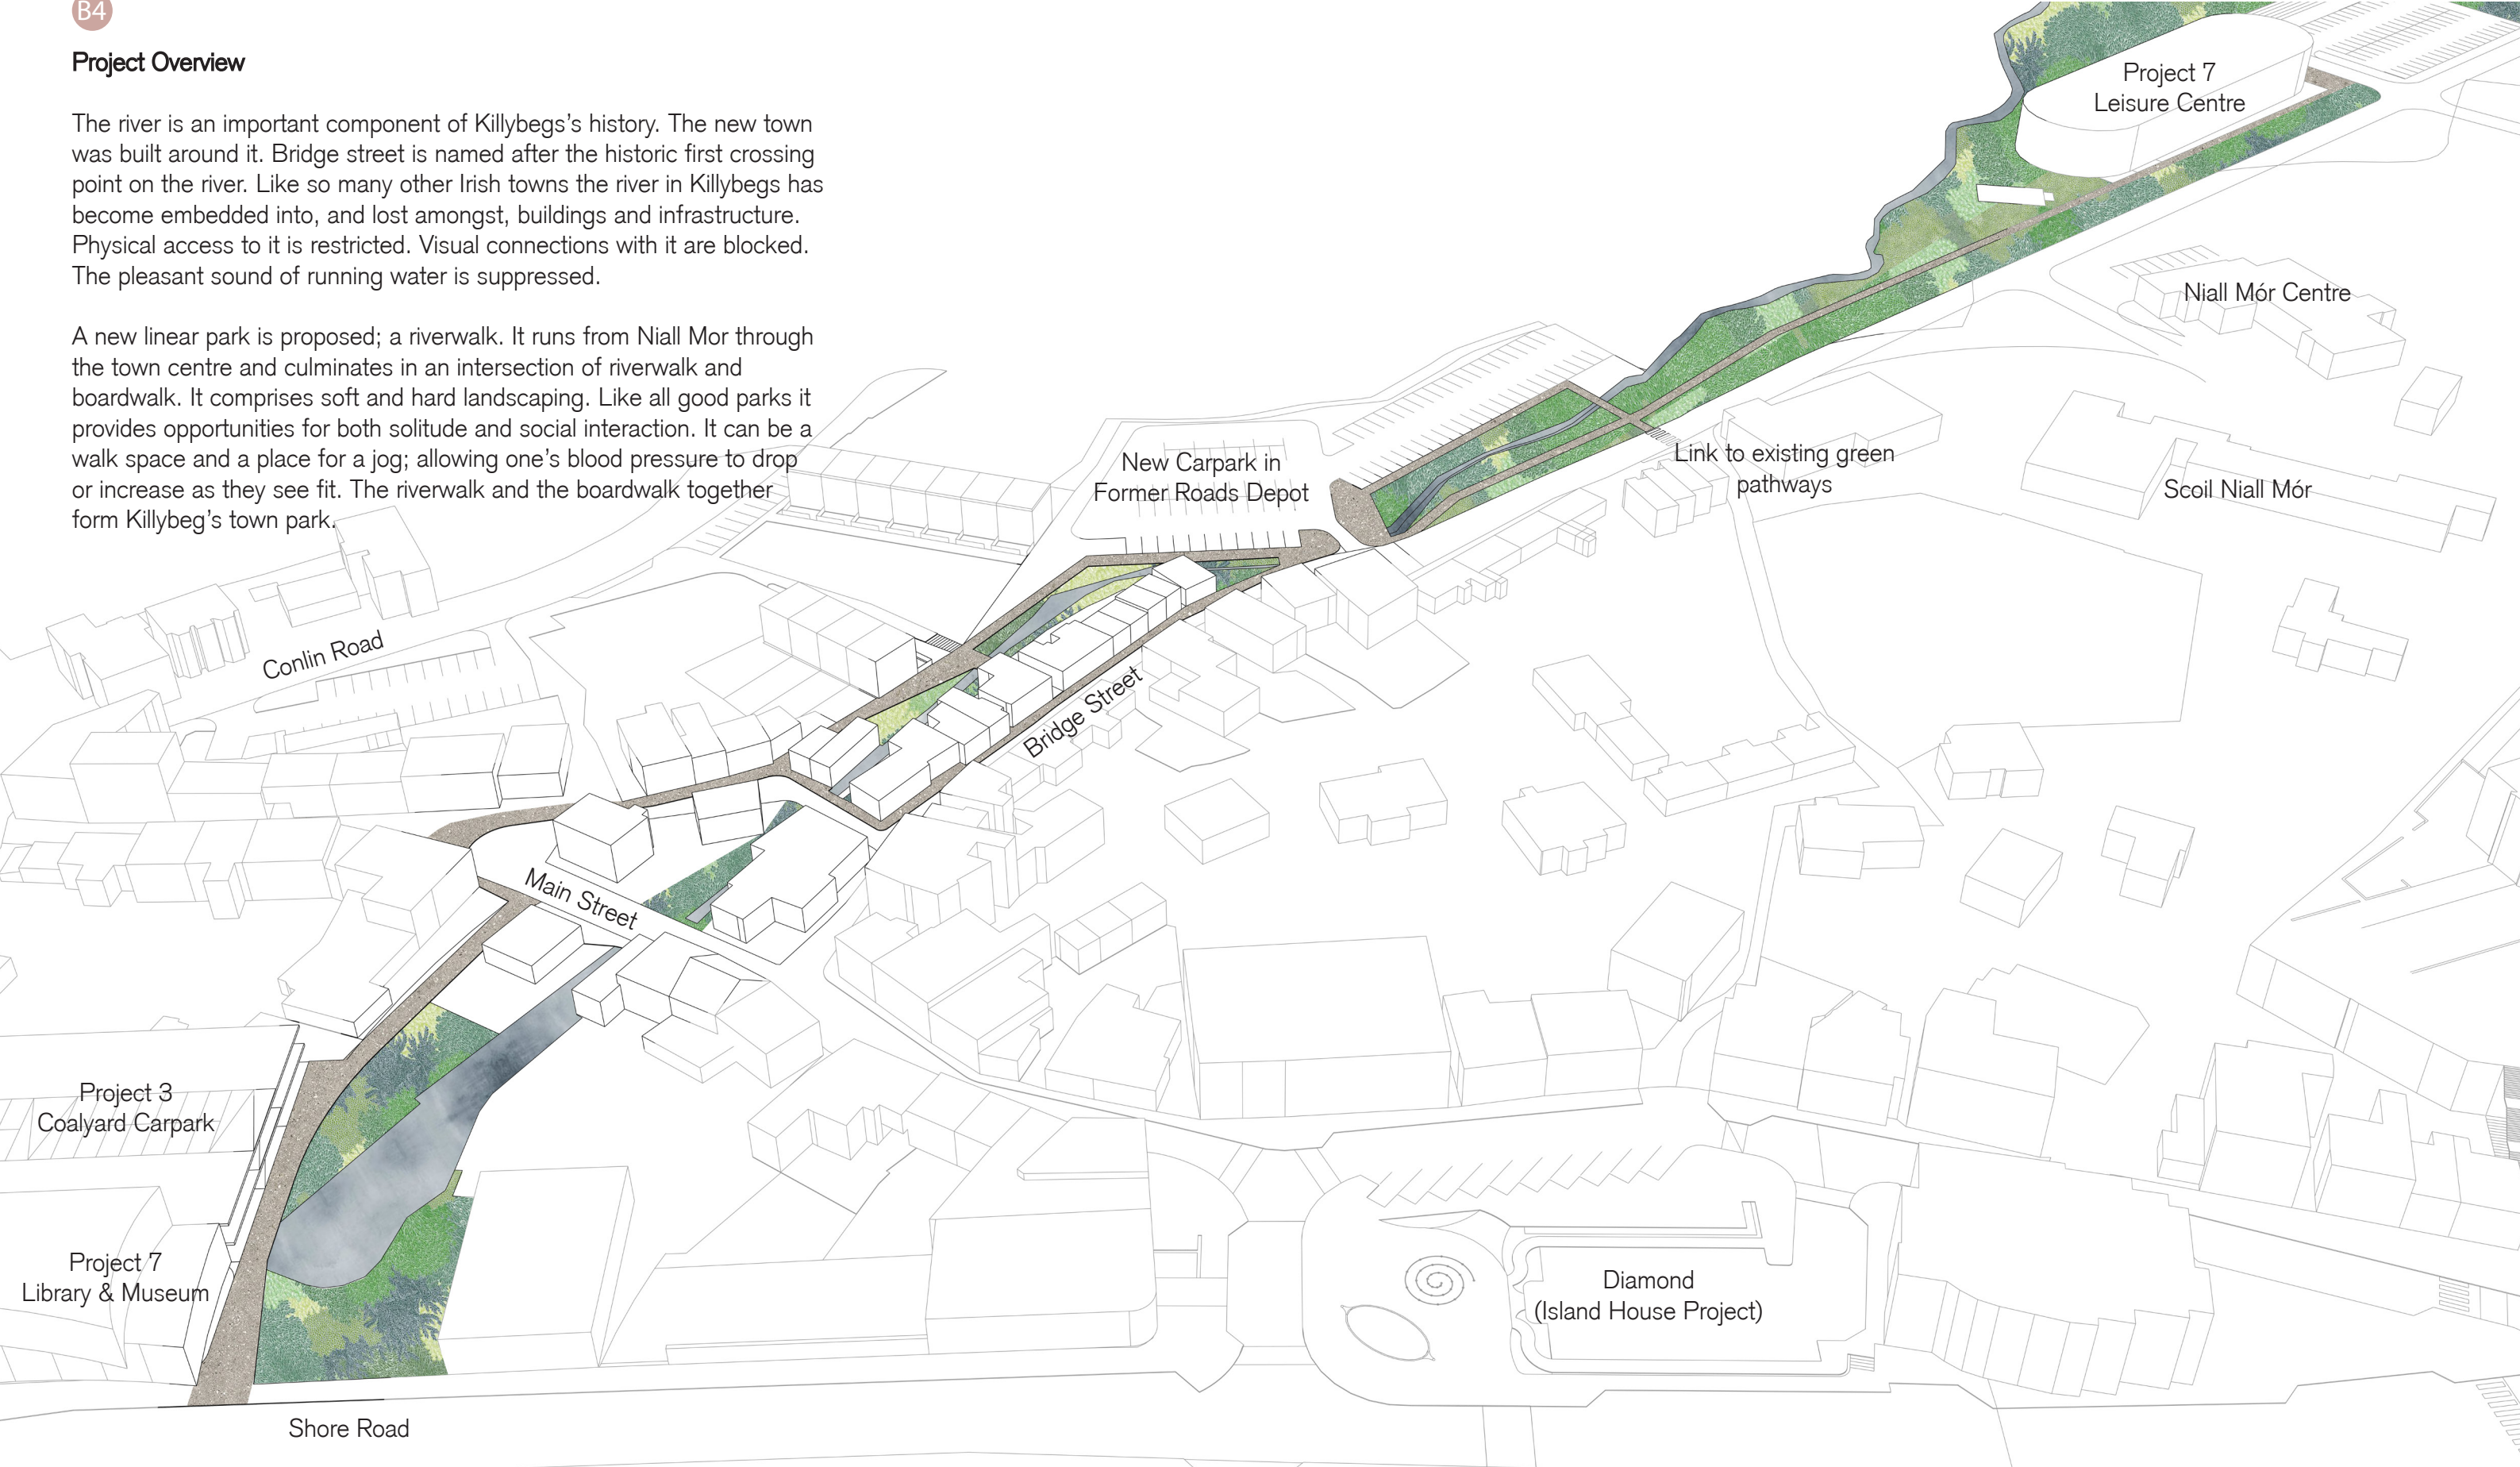 B4
Project Overview
The river is an important component of Killybegs's history. The new town
was built around it. Bridge street is named after the historic first crossing
point on the river. Like so many other Irish towns the river in Killybegs has
become embedded into, and lost amongst, buildings and infrastructure.
Physical access to it is restricted. Visual connections with it are blocked.
The pleasant sound of running water is suppressed.
A new linear park is proposed; a riverwalk. It runs from Niall Mor through
the town centre and culminates in an intersection of riverwalk and
boardwalk. It comprises soft and hard landscaping. Like all good parks it
provides opportunities for both solitude and social interaction. It can be a
walk space and a place for a jog; allowing one's blood pressure to drop
or increase as they see fit. The riverwalk and the boardwalk together
form Killybeg's town park.
Project 7
Leisure Centre
Niall Mór Centre
New Carpark in
Former Roads Depot
Link to existing green
pathways
Scoil Niall Mór
Conlin Road
Bridge Street
Main Street
Project 3
Coalyard Carpark
Project 7
Library & Museum
Diamond
(Island House Project)
Shore Road